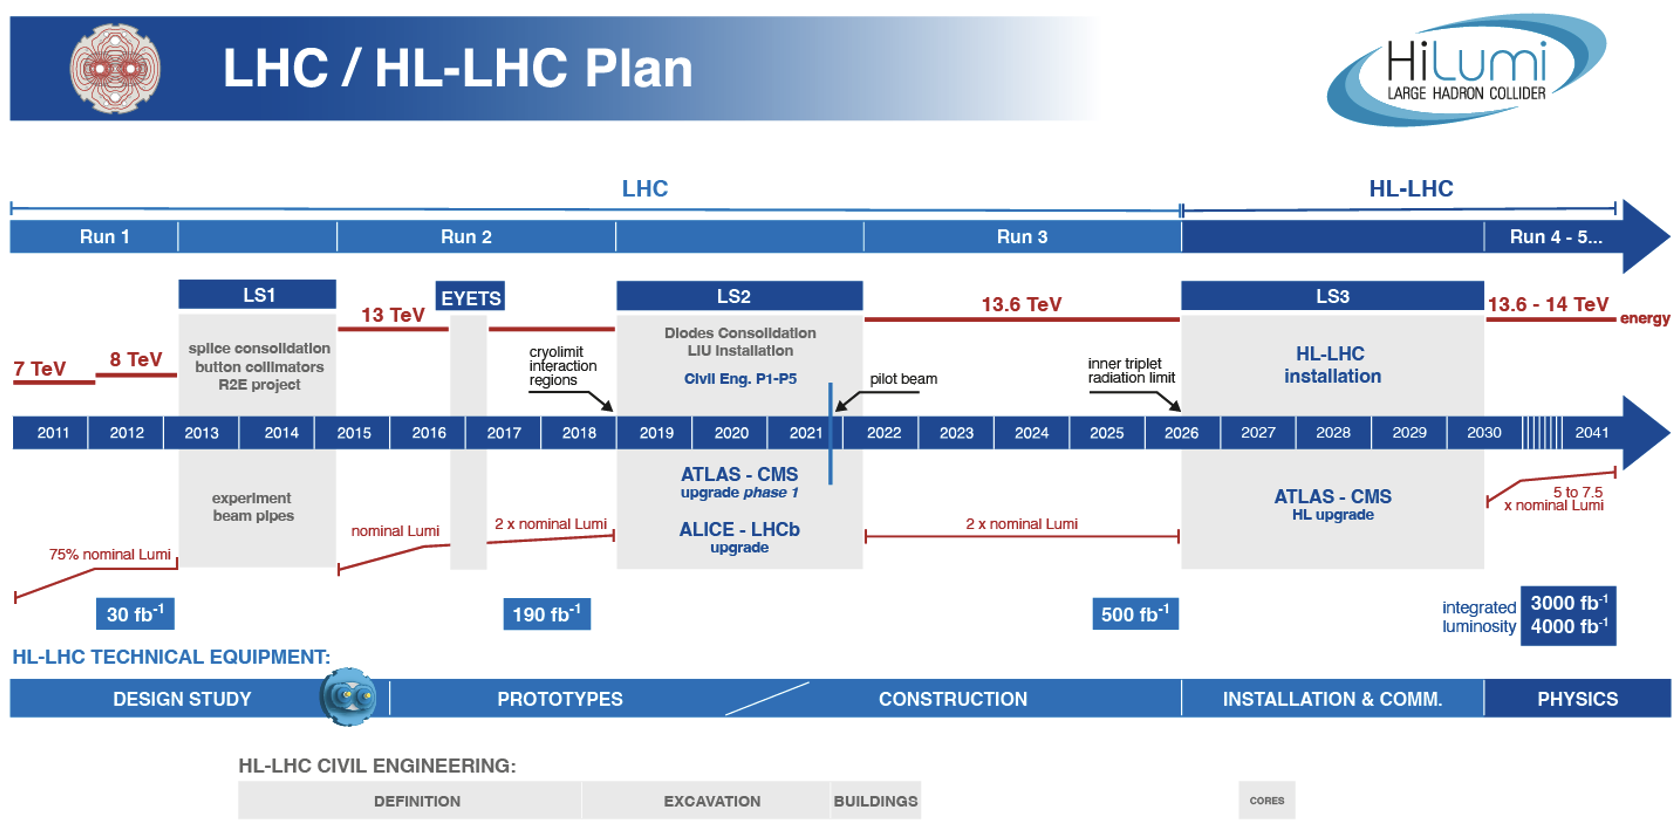 LHC / HL-LHC Plan
HiLumi
LARGE HADRON COLLIDER
LHC
HL-LHC
Run 1
Run 2
Run 3
Run 4 - 5...
LS1
EYETS
LS2
LS3
13 TeV
13.6 TeV
13.6 - 14 TeV
energy
7 TeV
8 TeV
splice consolidation
button collimators
R2E project
cryolimit
interaction
regions
Diodes Consolidation
LIU Installation
Civil Eng. P1-P5
pilot beam
inner triplet
radiation limit
HL-LHC
installation
2011
2012
2013
2014
2015
2016
2017
2018
2019
2020
2021
2022
2023
2024
2025
2026
2027
2028
2029
2030
2041
experiment
beam pipes
ATLAS - CMS
upgrade phase 1
ALICE - LHCb
upgrade
ATLAS - CMS
HL upgrade
75% nominal Lumi
nominal Lumi
2 x nominal Lumi
2 x nominal Lumi
5 to 7.5
x nominal Lumi
30 fb-1
190 fb-1
500 fb-1
integrated
luminosity
3000 fb-1
4000 fb-1
HL-LHC TECHNICAL EQUIPMENT:
DESIGN STUDY
PROTOTYPES
CONSTRUCTION
INSTALLATION & COMM.
PHYSICS
HL-LHC CIVIL ENGINEERING:
DEFINITION
EXCAVATION
BUILDINGS
CORES